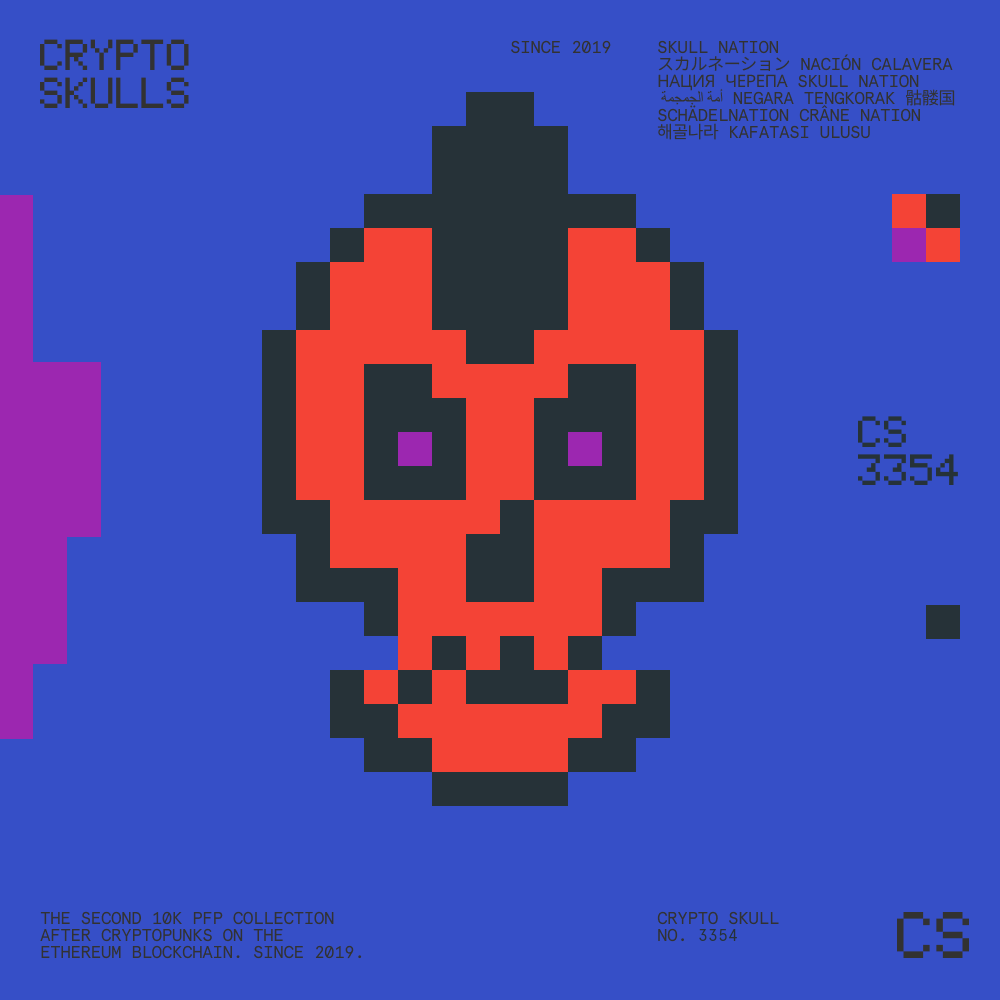 CRYPTO
SKULLS
SINCE 2019
SKULL NATION
スカルネーション NACIÓN CALAVERA
НАЦИЯ ЧЕРЕПА SKULL NATION
أمة الجمجمة NEGARA TENGKORAK 骷髅国
SCHÄDELNATION CRÂNE NATION
해골나라 KAFATASI ULUSU
CS
3354
THE SECOND 10K PFP COLLECTION
AFTER CRYPTOPUNKS ON THE
ETHEREUM BLOCKCHAIN. SINCE 2019.
CRYPTO SKULL
NO. 3354
CS